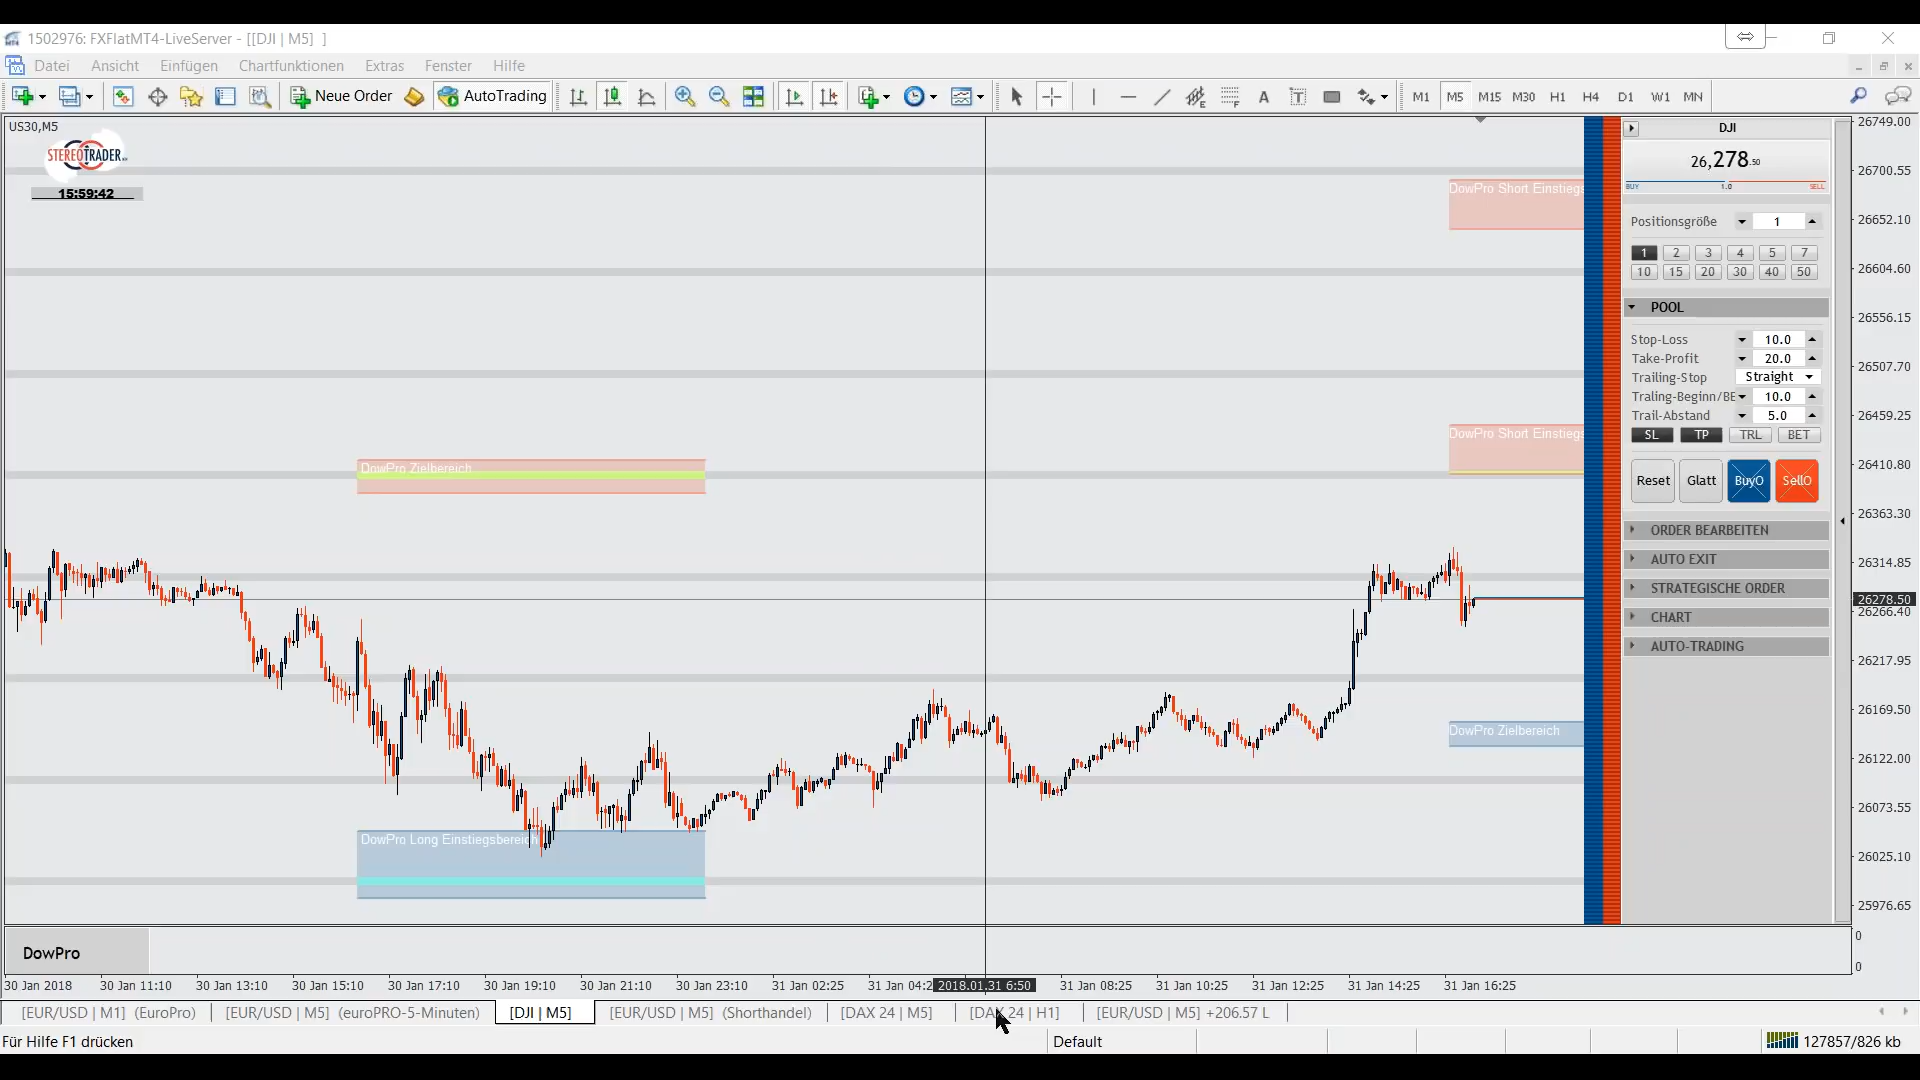 1502976: FXFlatMT4-LiveServer - [[DJI | M5]  ]
Datei Ansicht Einfügen Chartfunktionen Extras Fenster Hilfe
Neue Order AutoTrading M1 M5 M15 M30 H1 H4 D1 W1 MN
US30,M5
STEREOTRADER
15:59:42
DowPro Short Einstiegs
DowPro Short Einstiegs
DowPro Zielbereich
DowPro Zielbereich
DowPro Long Einstiegsbereich
DJI
26,278.50
BUY 1.0 SELL
Positionsgröße 1
1 2 3 4 5 7
10 15 20 30 40 50
POOL
Stop-Loss 10.0
Take-Profit 20.0
Trailing-Stop Straight
Traling-Beginn/BE 10.0
Trail-Abstand 5.0
SL TP TRL BET
Reset Glatt BuyO SellO
ORDER BEARBEITEN
AUTO EXIT
STRATEGISCHE ORDER
CHART
AUTO-TRADING
26749.00
26700.55
26652.10
26604.60
26556.15
26507.70
26459.25
26410.80
26363.30
26314.85
26278.50
26266.40
26217.95
26169.50
26122.00
26073.55
26025.10
25976.65
0
0
DowPro
30 Jan 2018 30 Jan 11:10 30 Jan 13:10 30 Jan 15:10 30 Jan 17:10 30 Jan 19:10 30 Jan 21:10 30 Jan 23:10 31 Jan 02:25 31 Jan 04:2 2018.01.31 6:50 31 Jan 08:25 31 Jan 10:25 31 Jan 12:25 31 Jan 14:25 31 Jan 16:25
[EUR/USD | M1] (EuroPro) [EUR/USD | M5] (euroPRO-5-Minuten) [DJI | M5] [EUR/USD | M5] (Shorthandel) [DAX 24 | M5] [DAX 24 | H1] [EUR/USD | M5] +206.57 L
Für Hilfe F1 drücken Default 127857/826 kb